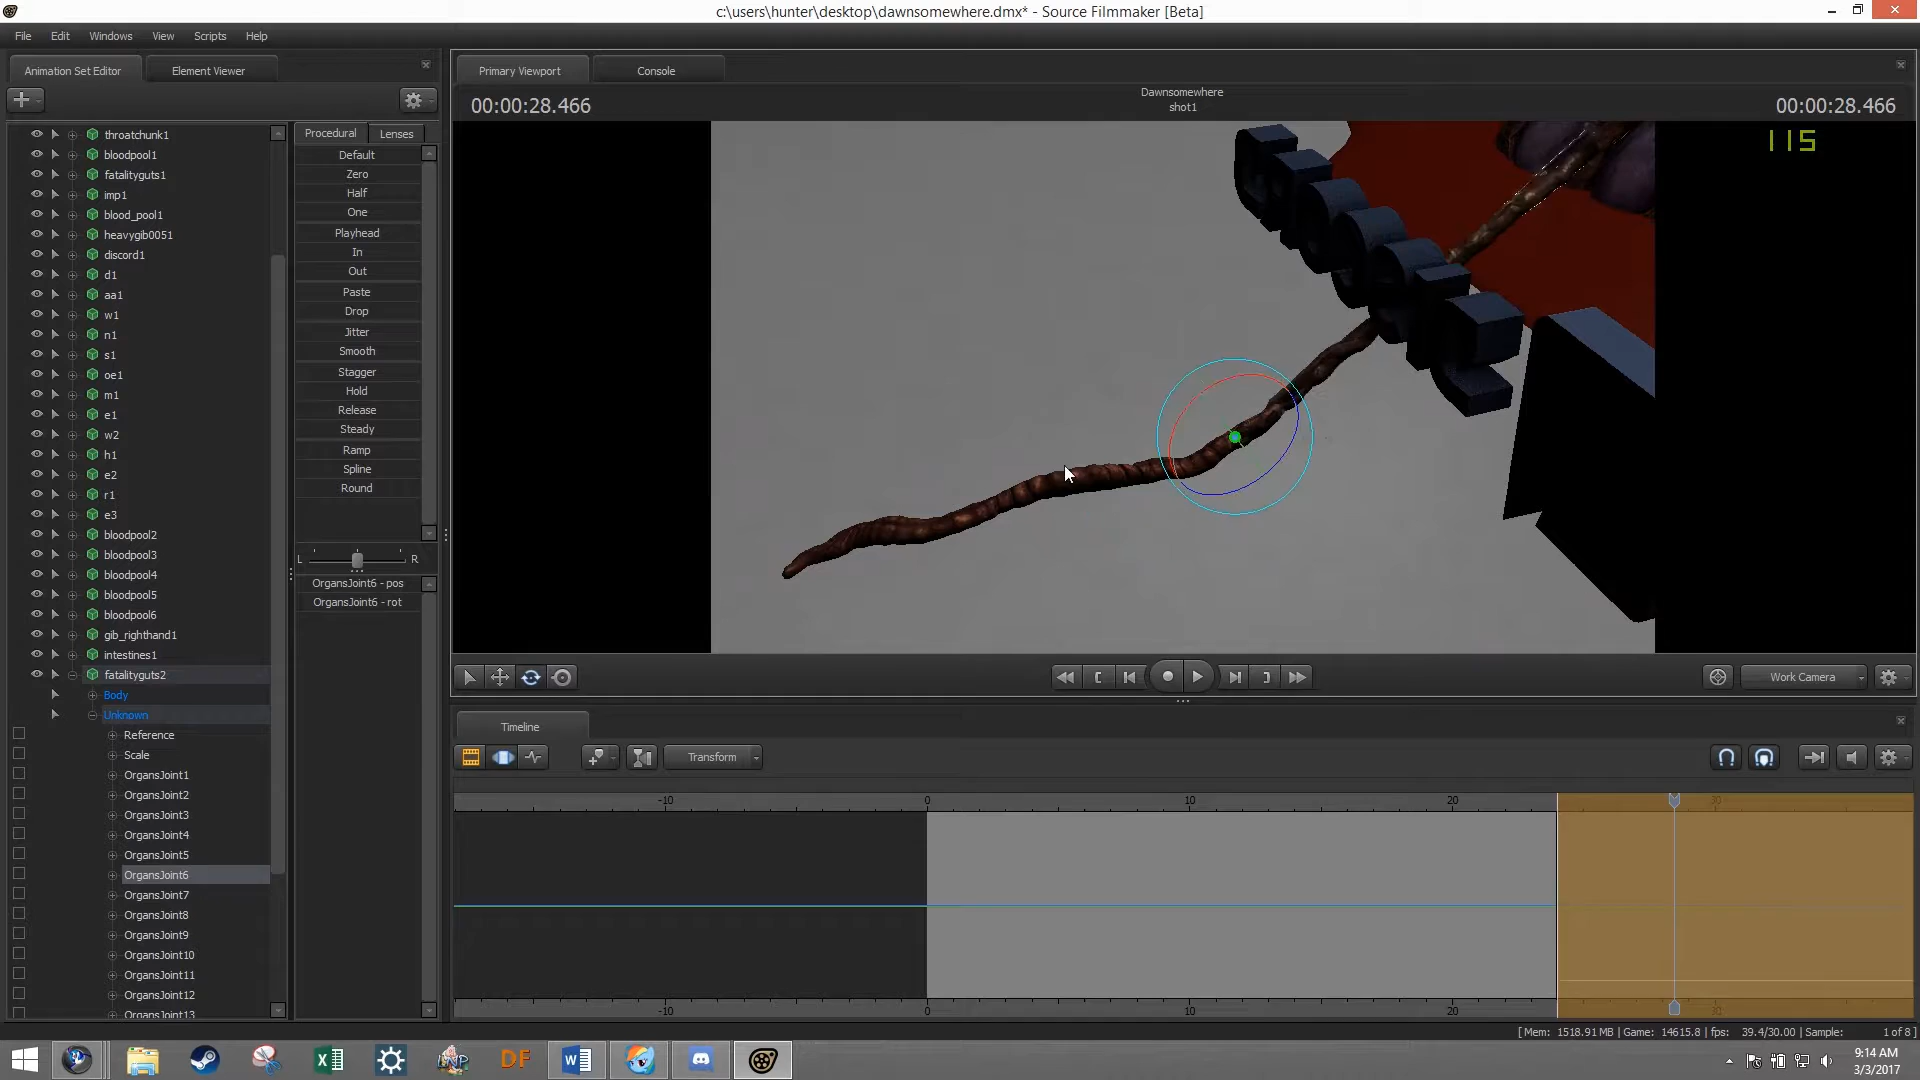 c:\users\hunter\desktop\dawnsomewhere.dmx* - Source Filmmaker [Beta]
File Edit Windows View Scripts Help
Animation Set Editor
Element Viewer
Primary Viewport
Console
00:00:28.466
Dawnsomewhere
shot1
00:00:28.466
115
throatchunk1
bloodpool1
fatalityguts1
imp1
blood_pool1
heavygib0051
discord1
d1
aa1
w1
n1
s1
oe1
m1
e1
w2
h1
e2
r1
e3
bloodpool2
bloodpool3
bloodpool4
bloodpool5
bloodpool6
gib_righthand1
intestines1
fatalityguts2
Body
Unknown
Reference
Scale
OrgansJoint1
OrgansJoint2
OrgansJoint3
OrgansJoint4
OrgansJoint5
OrgansJoint6
OrgansJoint7
OrgansJoint8
OrgansJoint9
OrgansJoint10
OrgansJoint11
OrgansJoint12
OrgansJoint13
Procedural
Lenses
Default
Zero
Half
One
Playhead
In
Out
Paste
Drop
Jitter
Smooth
Stagger
Hold
Release
Steady
Ramp
Spline
Round
L
R
OrgansJoint6 - pos
OrgansJoint6 - rot
Work Camera
Timeline
Transform
-10 0 10 20 30
-10 0 10 20 30
[ Mem: 1518.91 MB | Game: 14615.8 | fps: 39.4/30.00 | Sample: 1 of 8 ]
LNP
DF
9:14 AM
3/3/2017